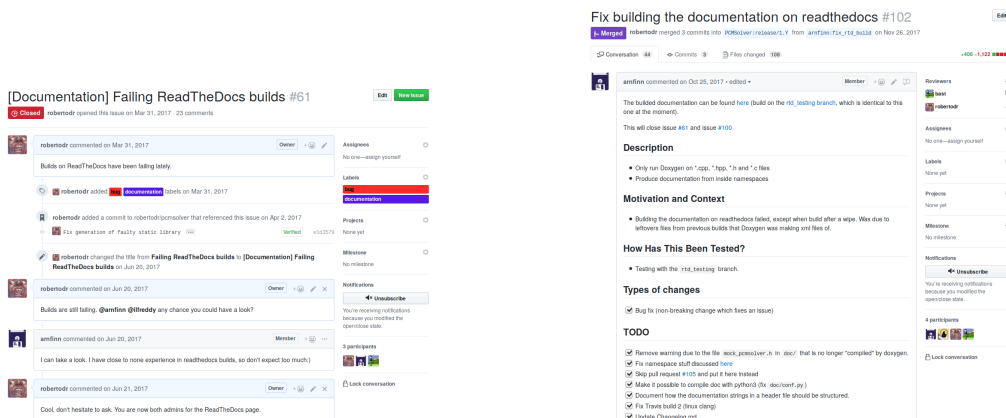 [Documentation] Failing ReadTheDocs builds #61
Edit
New issue
Closed robertodr opened this issue on Mar 31, 2017 · 23 comments
robertodr commented on Mar 31, 2017
Owner
Builds on ReadTheDocs have been failing lately.
robertodr added bug documentation labels on Mar 31, 2017
robertodr added a commit to robertodr/pcmsolver that referenced this issue on Apr 2, 2017
Fix generation of faulty static library
Verified
robertodr changed the title from Failing ReadTheDocs builds to [Documentation] Failing
ReadTheDocs builds on Jun 20, 2017
robertodr commented on Jun 20, 2017
Owner
Builds are still failing. @arnfinn @ilfreddy any chance you could have a look?
arnfinn commented on Jun 20, 2017
Member
I can take a look. I have close to none experience in readthedocs builds, so don't expect too much:)
robertodr commented on Jun 21, 2017
Owner
Cool, don't hesitate to ask. You are now both admins for the ReadTheDocs page.
Assignees
No one—assign yourself
Labels
bug
documentation
Projects
None yet
Milestone
No milestone
Notifications
Unsubscribe
You're receiving notifications
because you modified the
open/close state.
3 participants
Lock conversation
Fix building the documentation on readthedocs #102
Edit
Merged robertodr merged 3 commits into PCMSolver:release/1.Y from arnfinn:fix_rtd_build on Nov 26, 2017
Conversation 44
Commits 3
Files changed 108
+406 −1,122
arnfinn commented on Oct 25, 2017 • edited
Member
The builded documentation can be found here (build on the rtd_testing branch, which is identical to this
one at the moment).
This will close issue #61 and issue #100
Description
Only run Doxygen on *.cpp, *.hpp, *.h and *.c files
Produce documentation from inside namespaces
Motivation and Context
Building the documentation on readthedocs failed, except when build after a wipe. Was due to
leftovers files from previous builds that Doxygen was making xml files of.
How Has This Been Tested?
Testing with the rtd_testing branch.
Types of changes
Bug fix (non-breaking change which fixes an issue)
TODO
Remove warning due to the file mock_pcmsolver.h in doc/ that is no longer "compiled" by doxygen.
Fix namespace stuff discussed here
Skip pull request #105 and put it here instead
Make it possible to compile doc with python3 (fix doc/conf.py)
Document how the documentation strings in a header file should be structured.
Fix Travis build 2 (linux clang)
Update Changelog.md
Reviewers
bast
robertodr
Assignees
No one—assign yourself
Labels
None yet
Projects
None yet
Milestone
No milestone
Notifications
Unsubscribe
You're receiving notifications
because you modified the
open/close state.
4 participants
Lock conversation